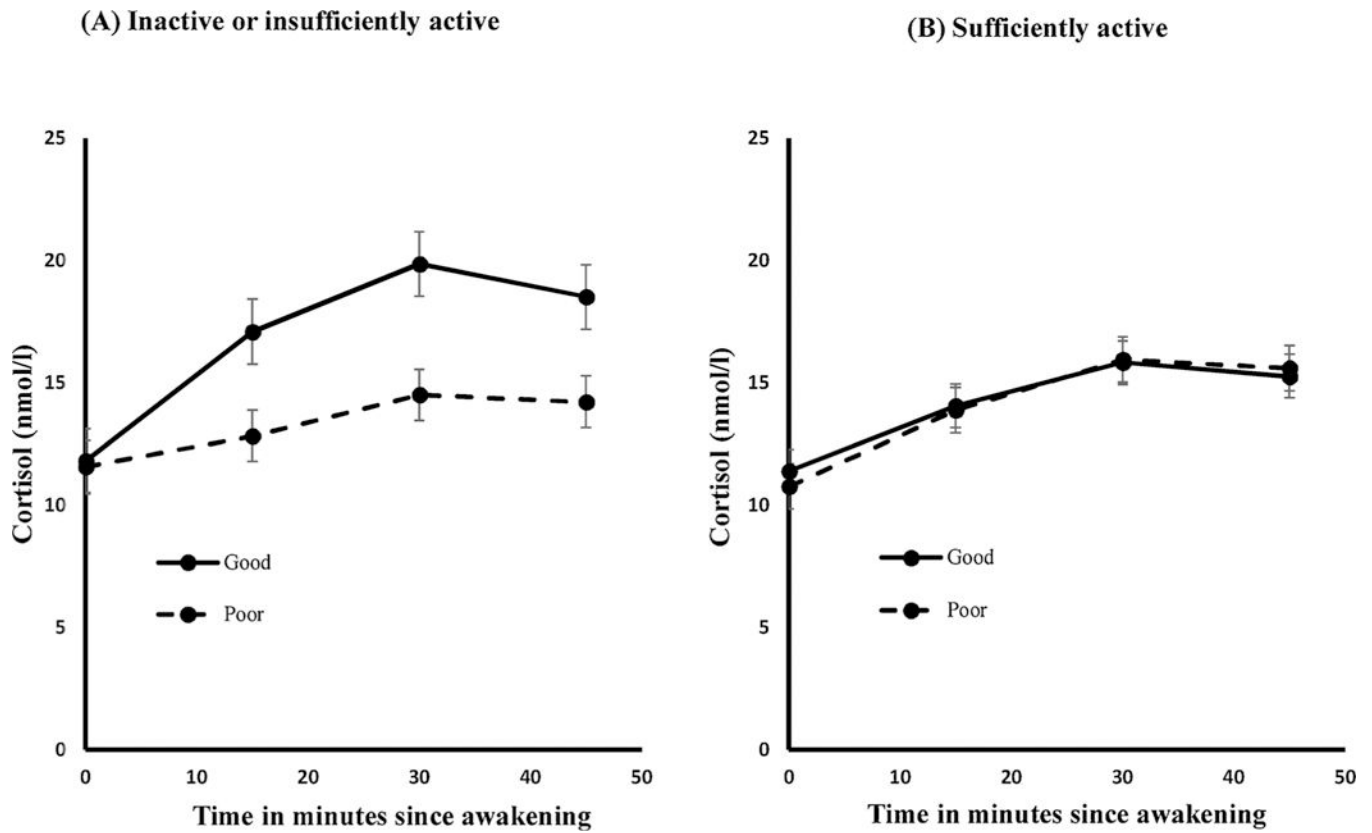 (A) Inactive or insufficiently active
(B) Sufficiently active
Cortisol (nmol/l)
25
20
15
10
5
0
Good
Poor
0 10 20 30 40 50
Time in minutes since awakening
Cortisol (nmol/l)
25
20
15
10
5
0
Good
Poor
0 10 20 30 40 50
Time in minutes since awakening